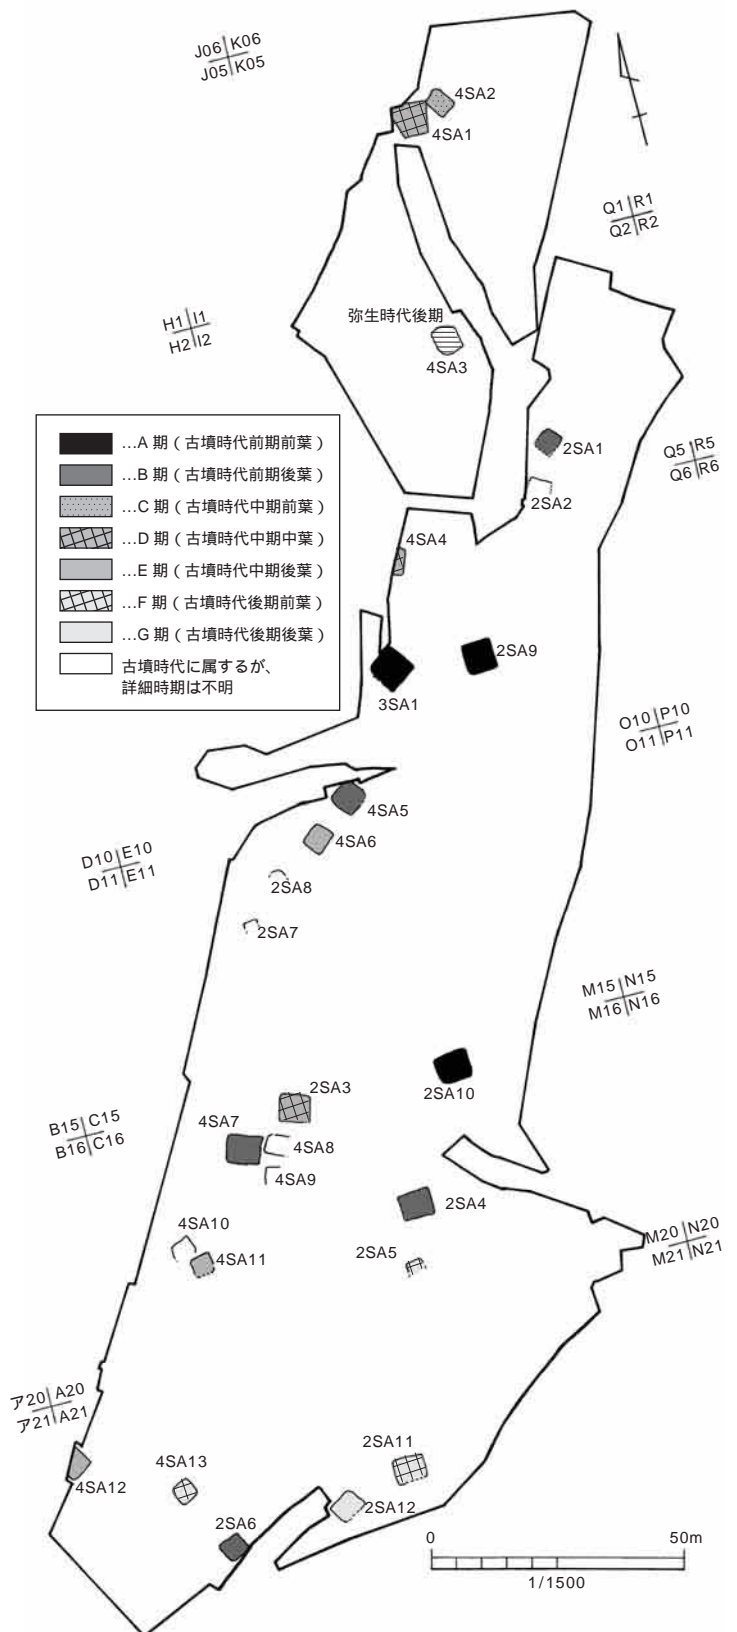 J06 K06
J05 K05
4SA2
4SA1
Q1 R1
Q2 R2
弥生時代後期
H1 I1
H2 I2
4SA3
…A 期（古墳時代前期前葉）
…B 期（古墳時代前期後葉）
…C 期（古墳時代中期前葉）
…D 期（古墳時代中期中葉）
…E 期（古墳時代中期後葉）
…F 期（古墳時代後期前葉）
…G 期（古墳時代後期後葉）
古墳時代に属するが、
詳細時期は不明
2SA1
Q5 R5
Q6 R6
2SA2
4SA4
2SA9
3SA1
O10 P10
O11 P11
4SA5
4SA6
D10 E10
D11 E11
2SA8
2SA7
M15 N15
M16 N16
2SA10
2SA3
B15 C15
B16 C16
4SA7
4SA8
4SA9
2SA4
4SA10
4SA11
2SA5
M20 N20
M21 N21
ア20 A20
ア21 A21
2SA11
4SA12
4SA13
2SA12
2SA6
0 50m
1/1500